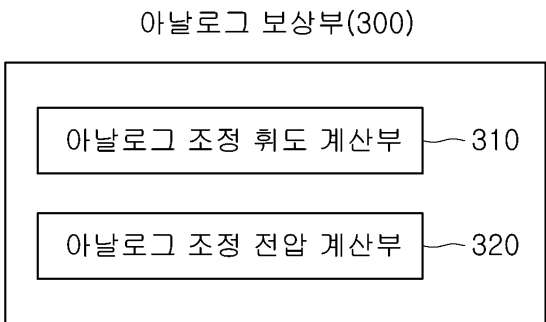 아날로그 보상부(300)
아날로그 조정 휘도 계산부 310
아날로그 조정 전압 계산부 320